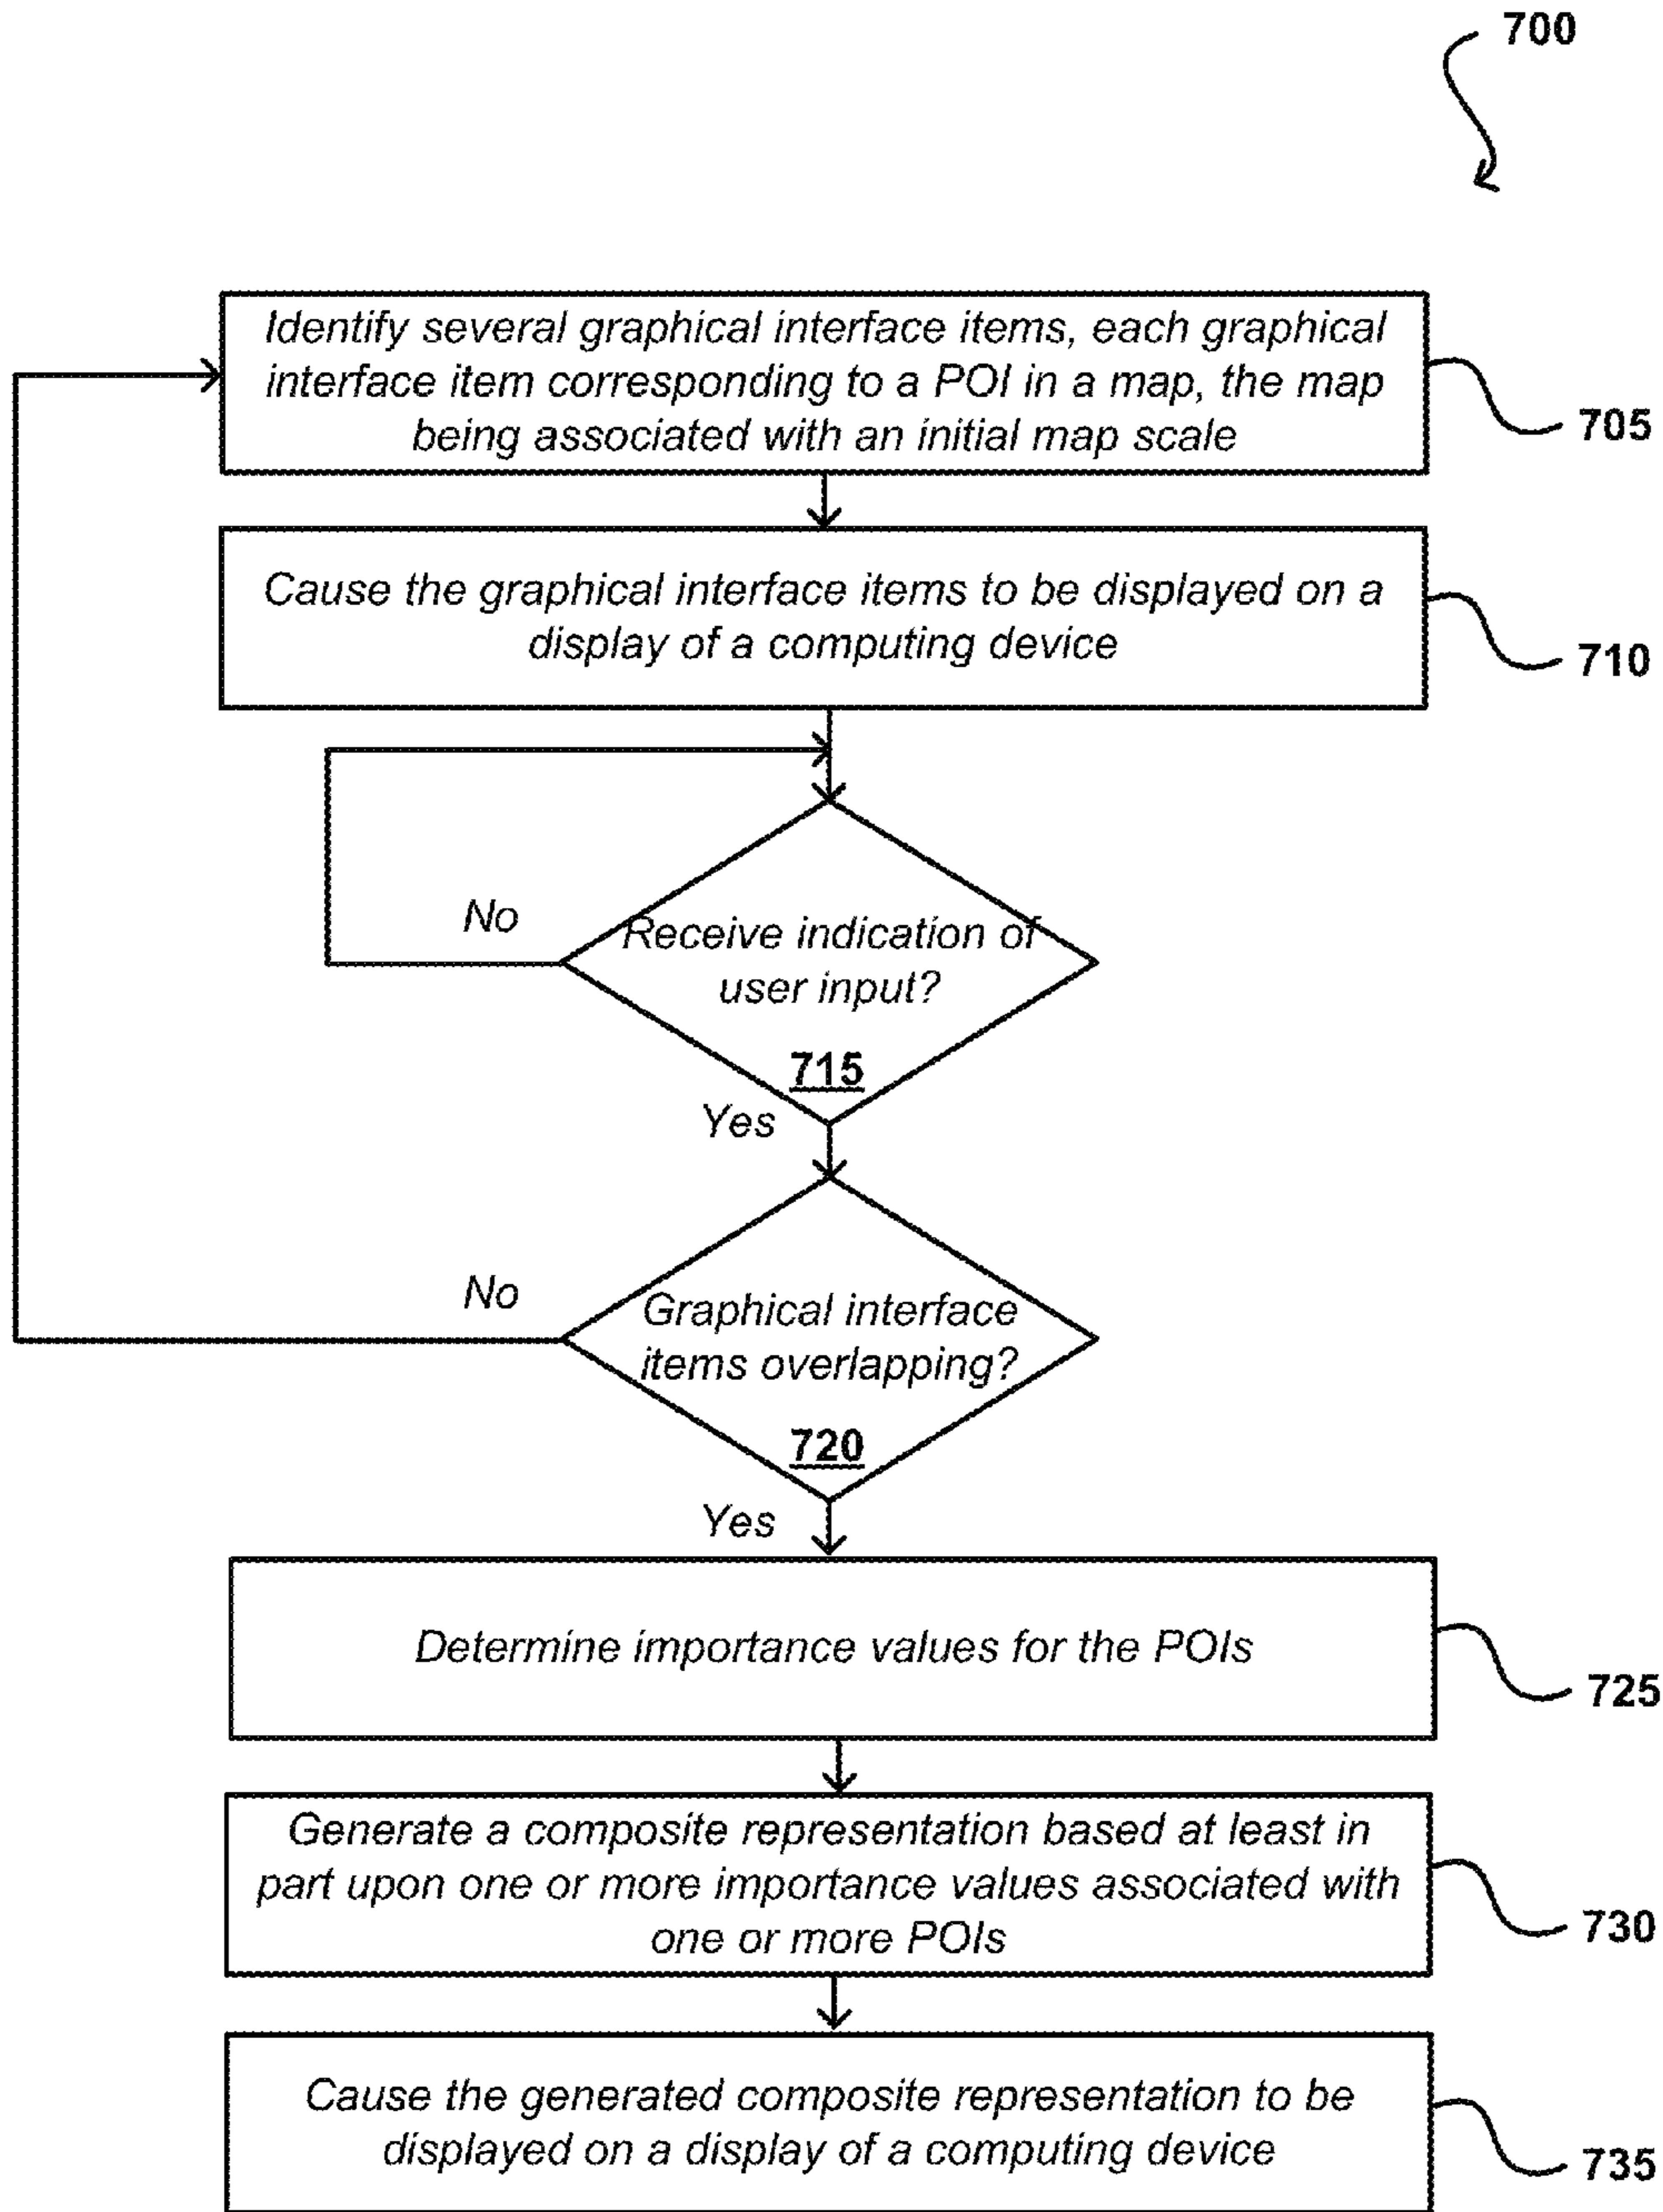 700
Identify several graphical interface items, each graphical
interface item corresponding to a POI in a map, the map
being associated with an initial map scale
705
Cause the graphical interface items to be displayed on a
display of a computing device
710
No
Receive indication of
user input?
715
Yes
No
Graphical interface
items overlapping?
720
Yes
Determine importance values for the POIs
725
Generate a composite representation based at least in
part upon one or more importance values associated with
one or more POIs
730
Cause the generated composite representation to be
displayed on a display of a computing device
735